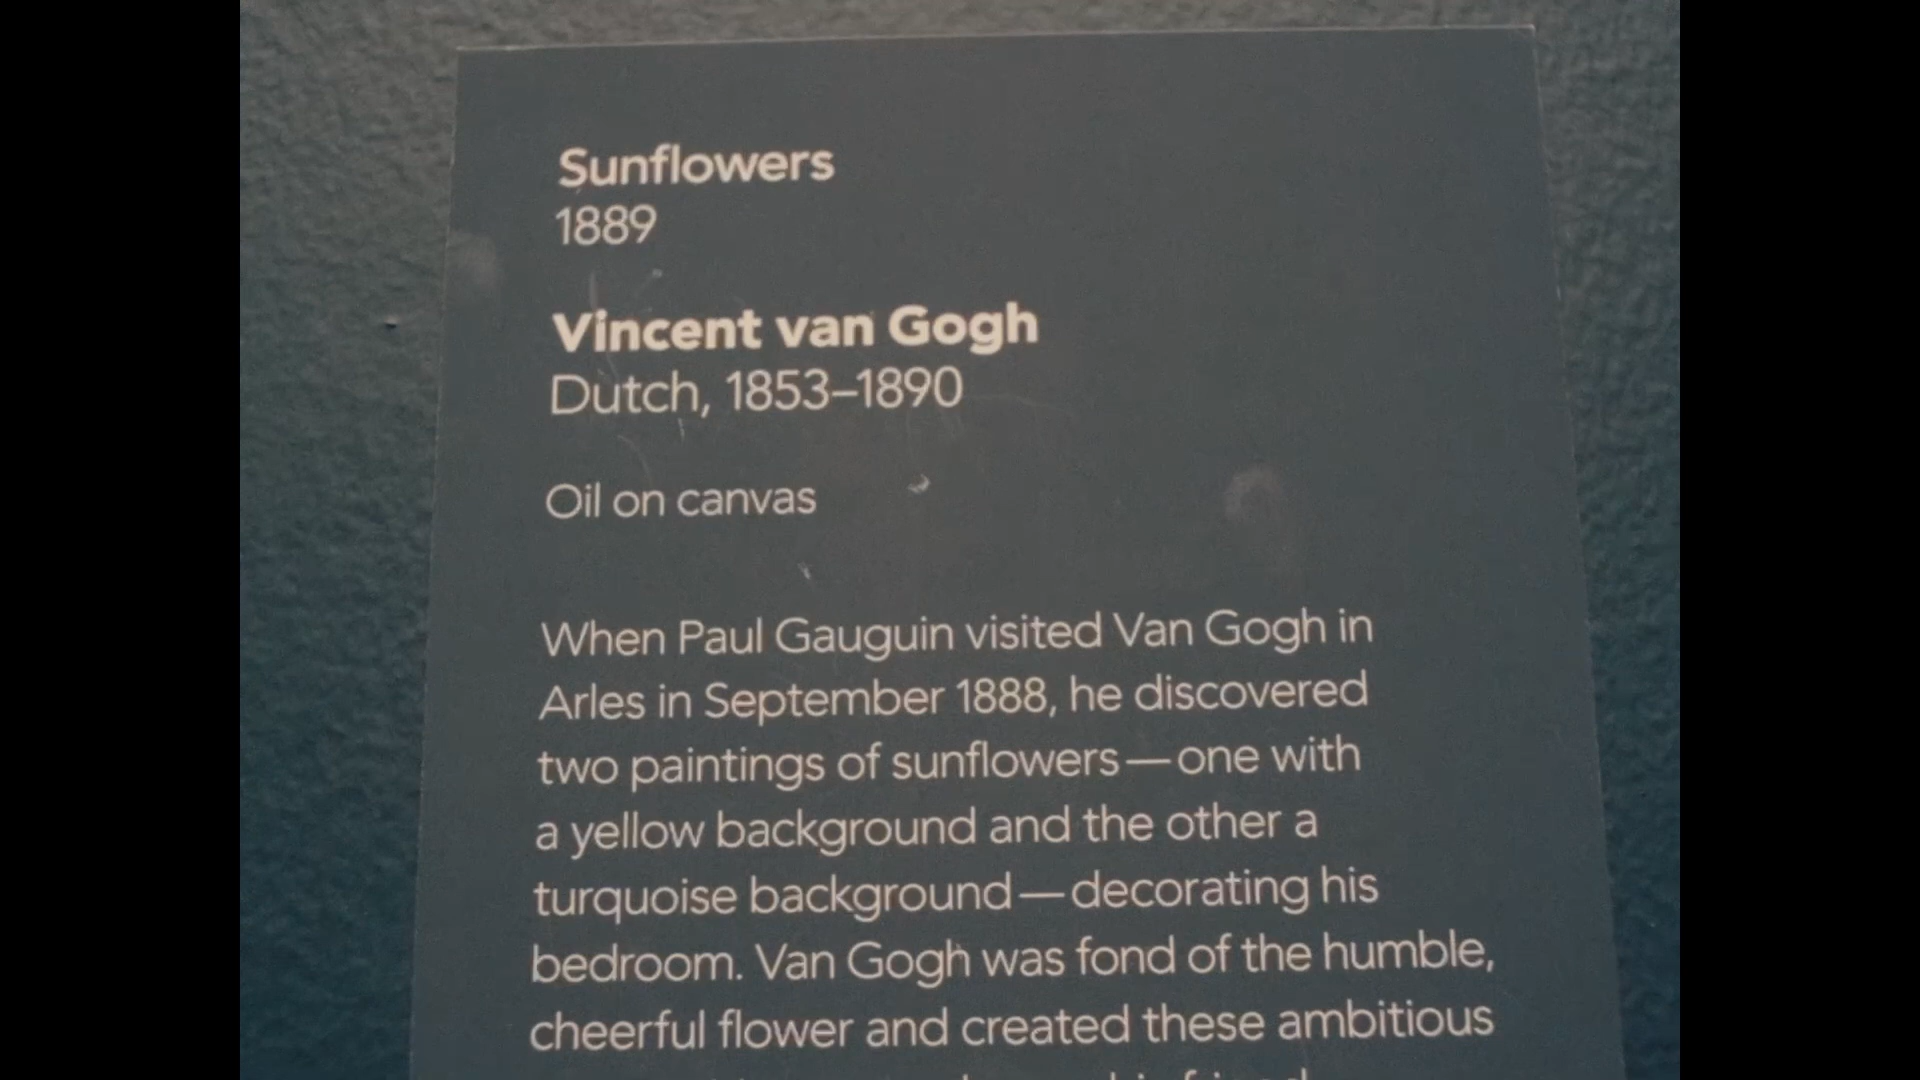 Sunflowers
1889
Vincent van Gogh
Dutch, 1853–1890
Oil on canvas
When Paul Gauguin visited Van Gogh in
Arles in September 1888, he discovered
two paintings of sunflowers—one with
a yellow background and the other a
turquoise background—decorating his
bedroom. Van Gogh was fond of the humble,
cheerful flower and created these ambitious